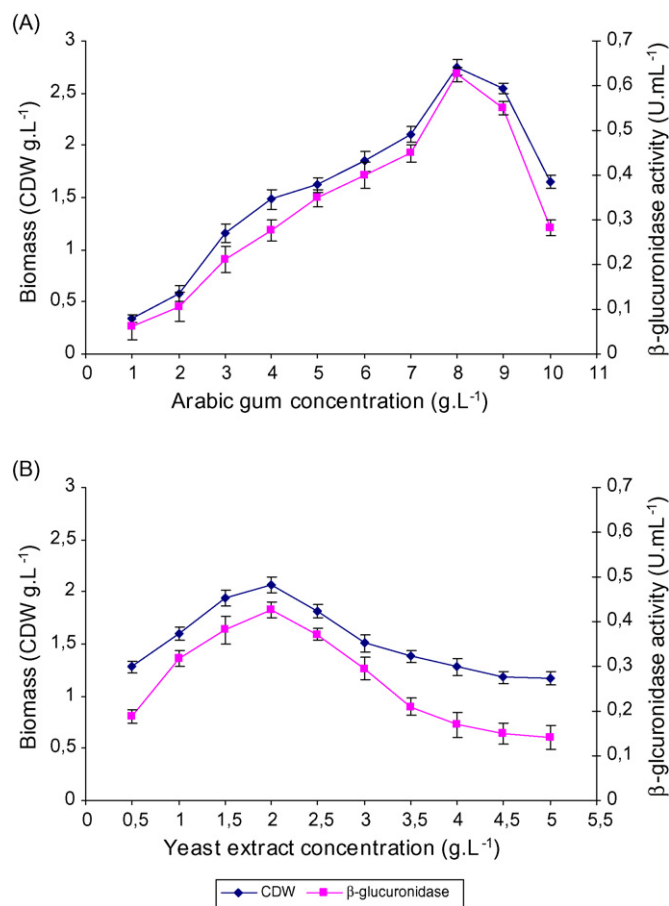 (A)
3
2,5
2
1,5
1
0,5
0
Biomass (CDW g.L⁻¹)
0,7
0,6
0,5
0,4
0,3
0,2
0,1
0
β-glucuronidase activity (U.mL⁻¹)
0 1 2 3 4 5 6 7 8 9 10 11
Arabic gum concentration (g.L⁻¹)
(B)
3
2,5
2
1,5
1
0,5
0
Biomass (CDW g.L⁻¹)
0,7
0,6
0,5
0,4
0,3
0,2
0,1
0
β-glcuronidase activity (U.mL⁻¹)
0 0,5 1 1,5 2 2,5 3 3,5 4 4,5 5 5,5
Yeast extract concentration (g.L⁻¹)
CDW β-glucuronidase